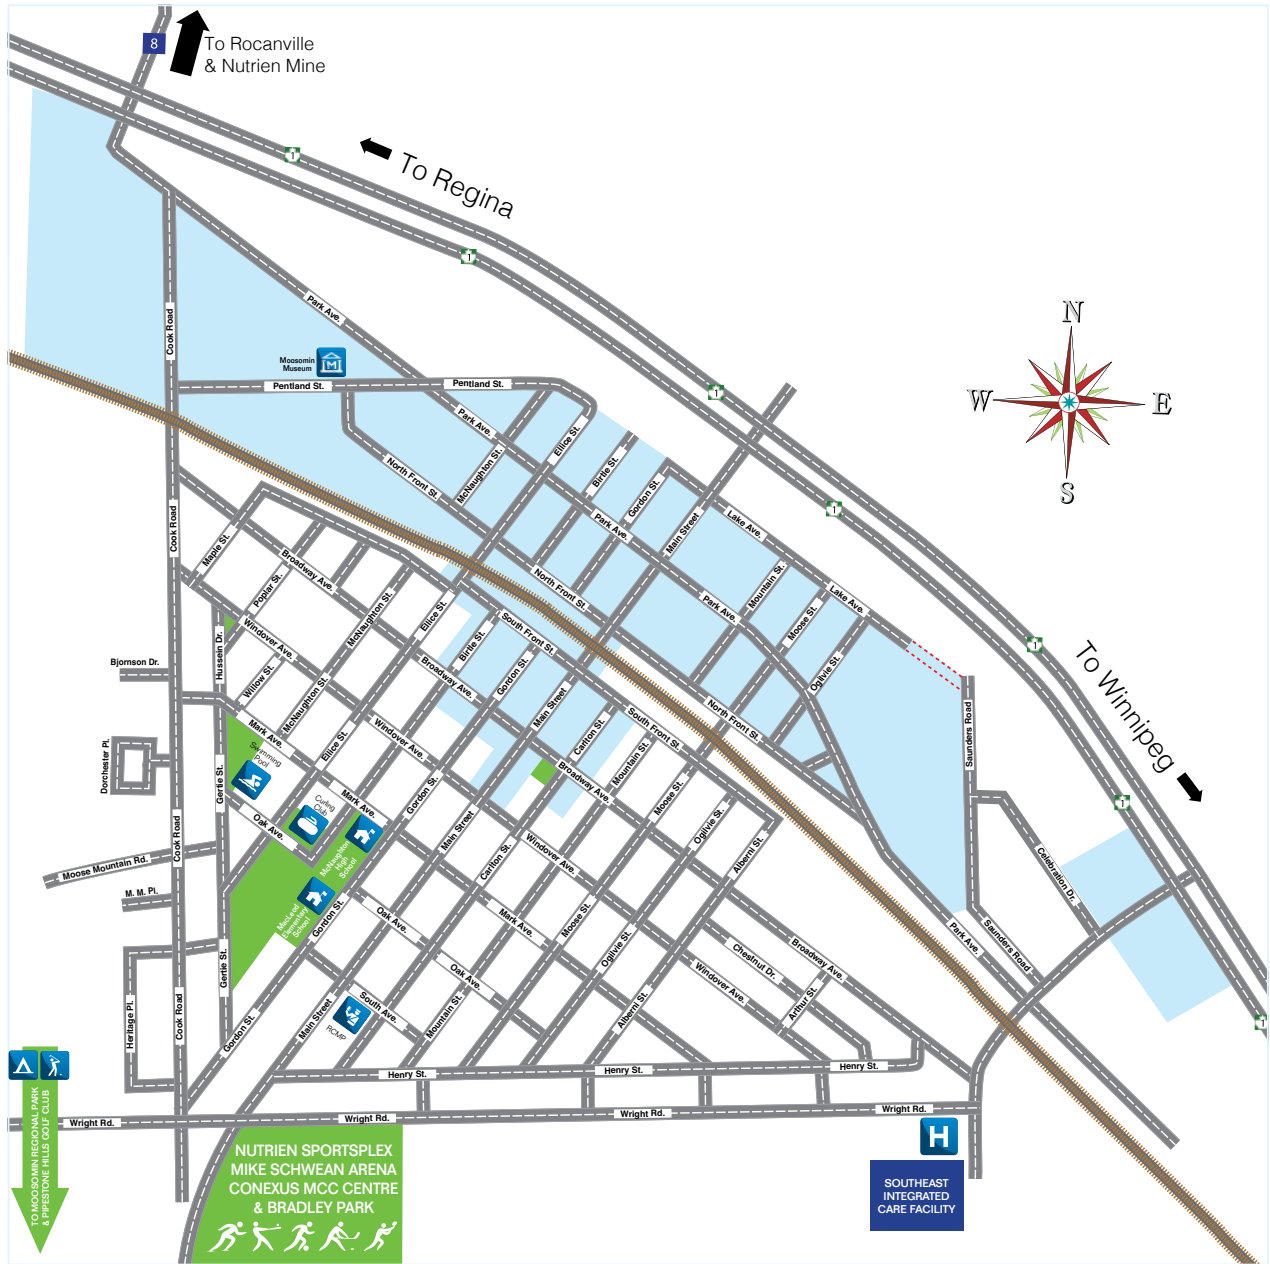 8
To Rocanville
& Nutrien Mine
1
To Regina
1
N
W
E
S
Park Ave.
Cook Road
Moosomin
Museum
M
Pentland St.
Pentland St.
1
Park Ave.
Ellice St.
McNaughton St.
North Front St.
Birtle St.
Gordon St.
1
Main Street
Lake Ave.
Park Ave.
Cook Road
Maple St.
Broadway Ave.
Poplar St.
McNaughton St.
Ellice St.
North Front St.
Mountain St.
Lake Ave.
Park Ave.
Moose St.
1
Hussein Dr.
Windover Ave.
Birtle St.
South Front St.
Bjornson Dr.
Willow St.
McNaughton St.
Broadway Ave.
Gordon St.
Ogilvie St.
To Winnipeg
Main Street
North Front St.
Saunders Road
Mark Ave.
Swimming
Pool
Ellice St.
Windover Ave.
Carlton St.
South Front St.
Dorchester Pl.
Gertie St.
Mountain St.
Broadway Ave.
1
Curling
Club
Mark Ave.
Gordon St.
Moose St.
Oak Ave.
McNaughton
High
School
Main Street
Ogilvie St.
Cook Road
Moose Mountain Rd.
Carlton St.
Windover Ave.
Alberni St.
Celebration Dr.
M. M. Pl.
MacLeod
Elementary
School
Gordon St.
Oak Ave.
Mark Ave.
Moose St.
Park Ave.
Saunders Road
Ogilvie St.
Chestnut Dr.
Broadway Ave.
Gertie St.
Oak Ave.
Windover Ave.
Heritage Pl.
Cook Road
Gordon St.
Main Street
RCMP
South Ave.
Mountain St.
Alberni St.
Arthur St.
1
Henry St.
Henry St.
Henry St.
Wright Rd.
Wright Rd.
Wright Rd.
Wright Rd.
TO MOOSOMIN REGIONAL PARK
& PIPESTONE HILLS GOLF CLUB
NUTRIEN SPORTSPLEX
MIKE SCHWEAN ARENA
CONEXUS MCC CENTRE
& BRADLEY PARK
H
SOUTHEAST
INTEGRATED
CARE FACILITY